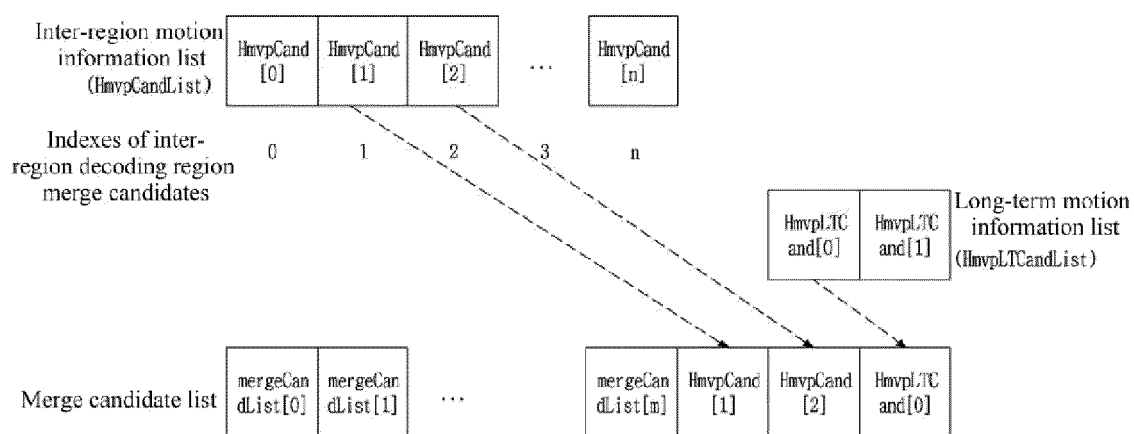 Inter-region motion
information list
(HmvpCandList)
HmvpCand
[0]
HmvpCand
[1]
HmvpCand
[2]
...
HmvpCand
[n]
Indexes of inter-
region decoding region
merge candidates
0 1 2 3 n
HmvpLTC
and[0]
HmvpLTC
and[1]
Long-term motion
information list
(HmvpLTCandList)
Merge candidate list
mergeCan
dList[0]
mergeCan
dList[1]
...
mergeCan
dList[m]
HmvpCand
[1]
HmvpCand
[2]
HmvpLTC
and[0]